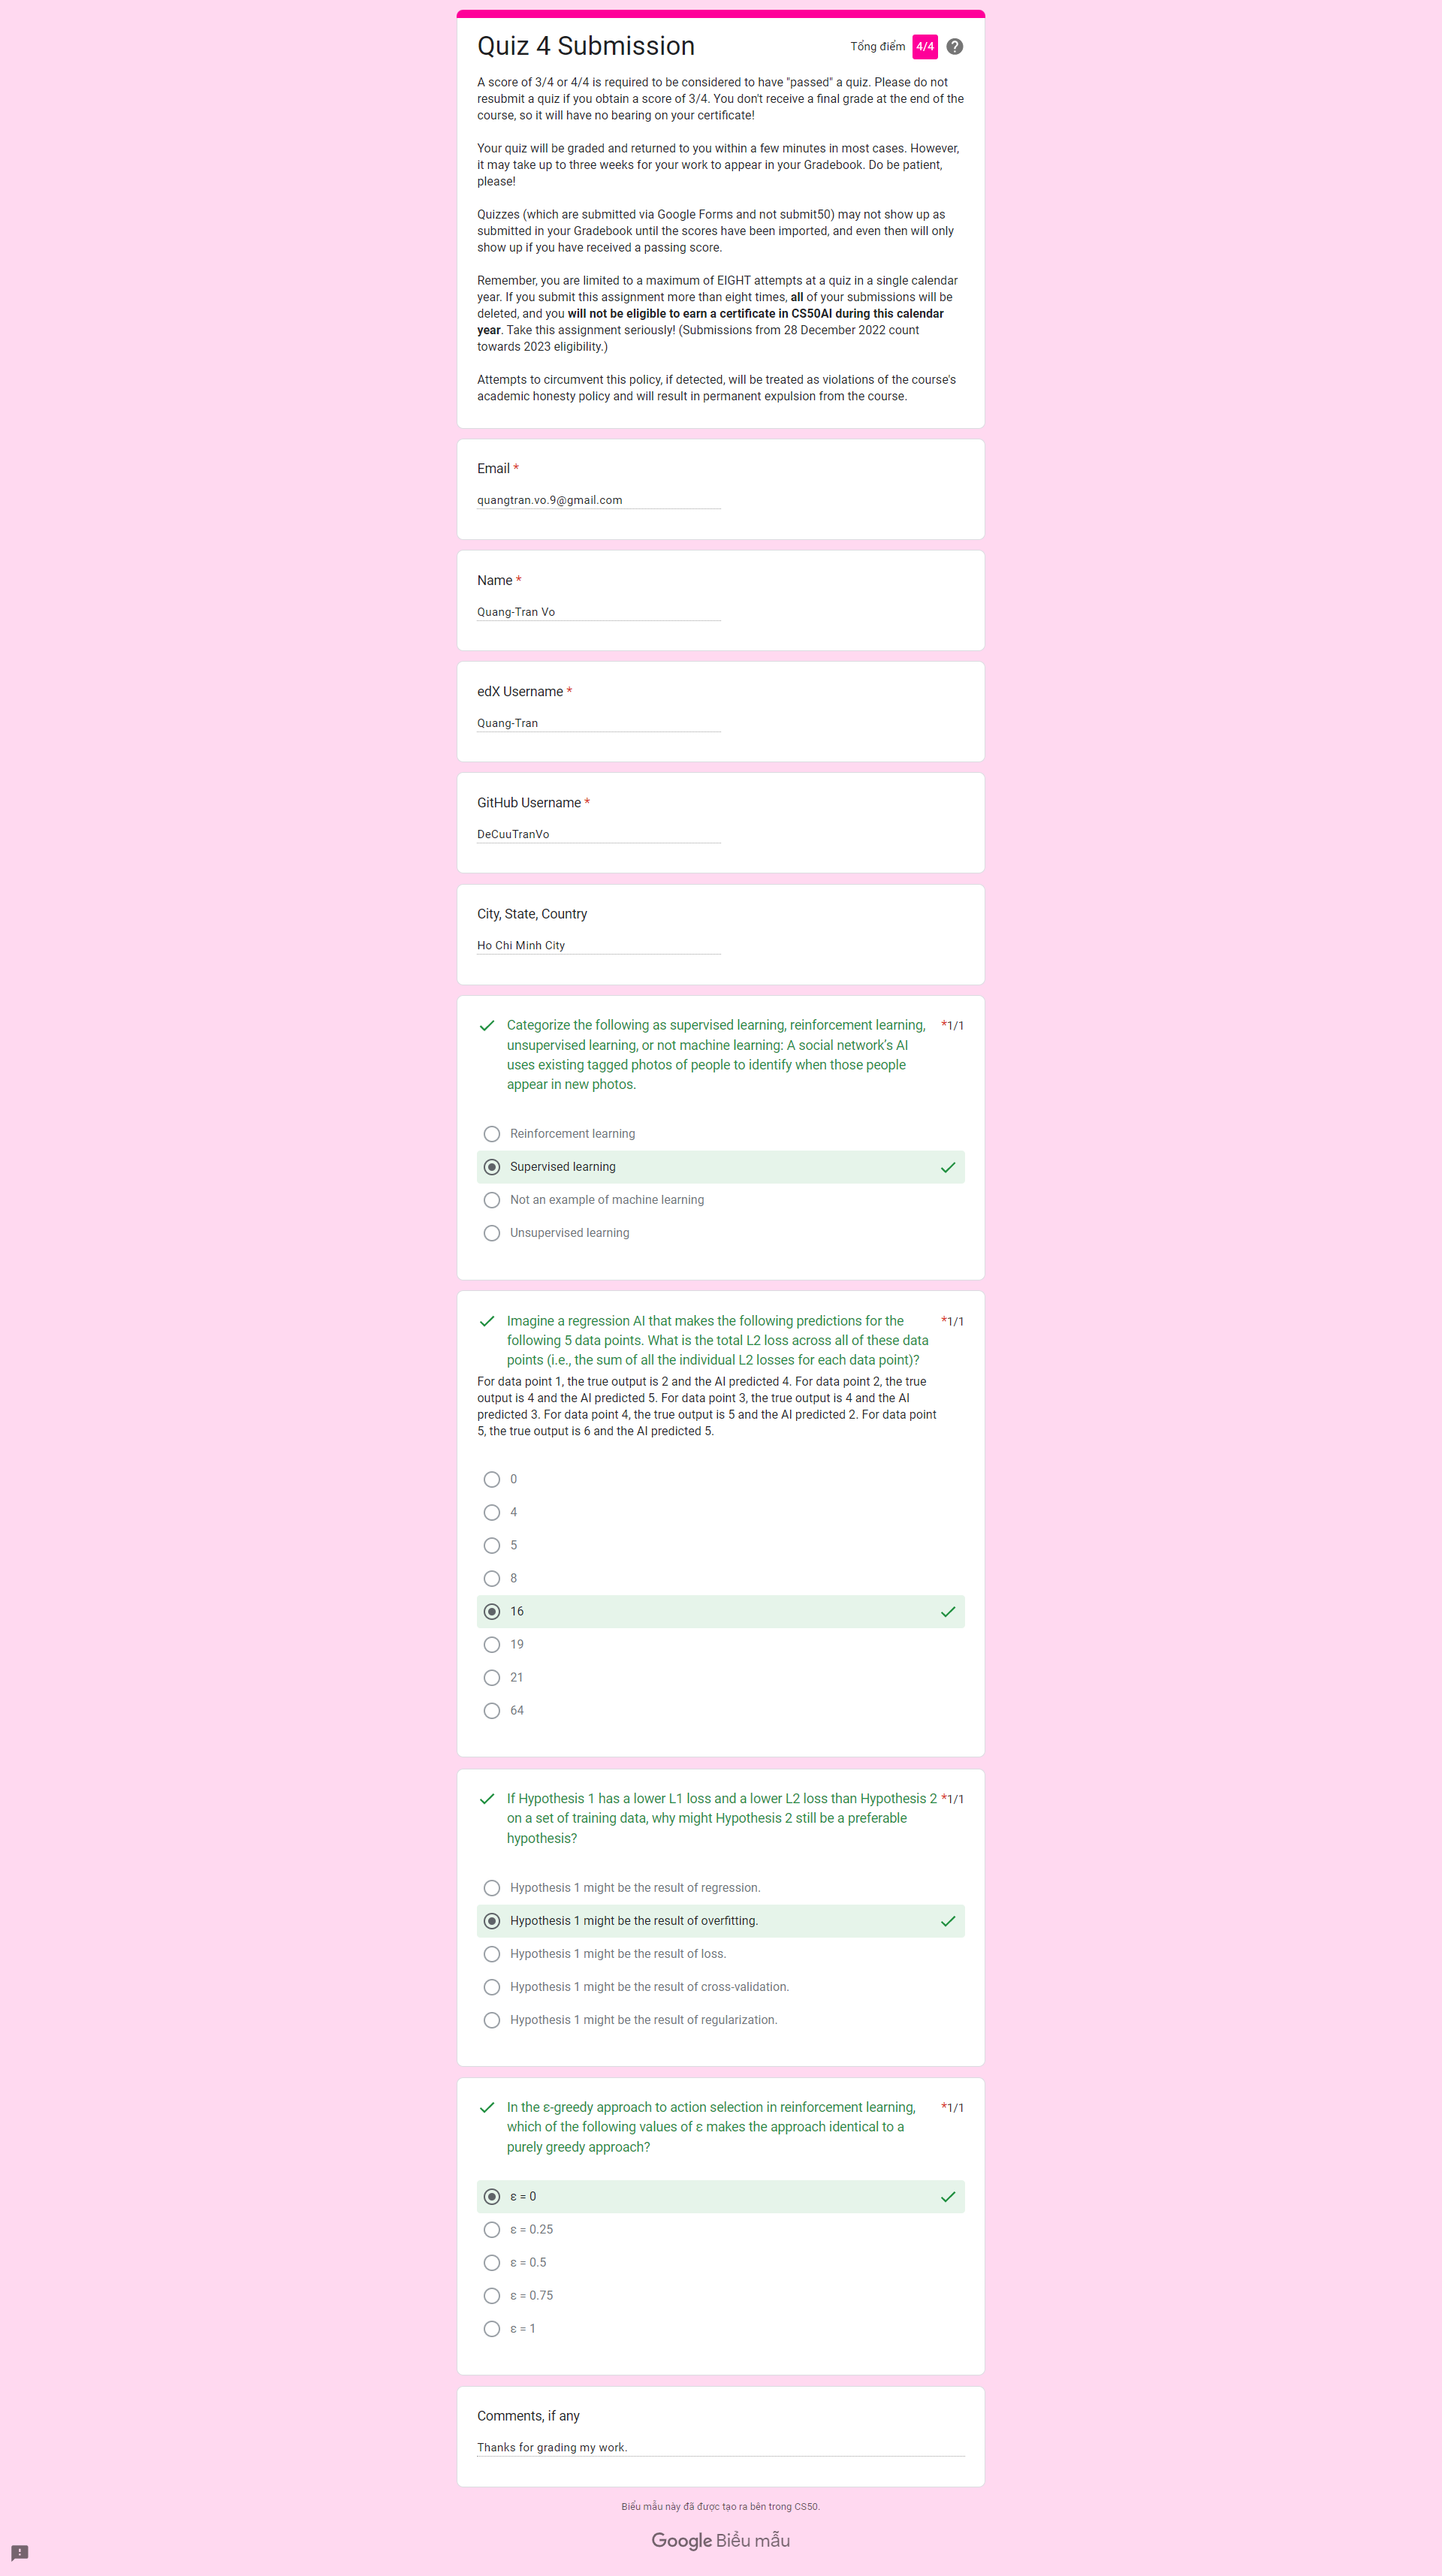 Quiz 4 Submission
Tổng điểm 4/4
A score of 3/4 or 4/4 is required to be considered to have "passed" a quiz. Please do not
resubmit a quiz if you obtain a score of 3/4. You don't receive a final grade at the end of the
course, so it will have no bearing on your certificate!
Your quiz will be graded and returned to you within a few minutes in most cases. However,
it may take up to three weeks for your work to appear in your Gradebook. Do be patient,
please!
Quizzes (which are submitted via Google Forms and not submit50) may not show up as
submitted in your Gradebook until the scores have been imported, and even then will only
show up if you have received a passing score.
Remember, you are limited to a maximum of EIGHT attempts at a quiz in a single calendar
year. If you submit this assignment more than eight times, all of your submissions will be
deleted, and you will not be eligible to earn a certificate in CS50AI during this calendar
year. Take this assignment seriously! (Submissions from 28 December 2022 count
towards 2023 eligibility.)
Attempts to circumvent this policy, if detected, will be treated as violations of the course's
academic honesty policy and will result in permanent expulsion from the course.
Email *
quangtran.vo.9@gmail.com
Name *
Quang-Tran Vo
edX Username *
Quang-Tran
GitHub Username *
DeCuuTranVo
City, State, Country
Ho Chi Minh City
Categorize the following as supervised learning, reinforcement learning, *1/1
unsupervised learning, or not machine learning: A social network's AI
uses existing tagged photos of people to identify when those people
appear in new photos.
Reinforcement learning
Supervised learning
Not an example of machine learning
Unsupervised learning
Imagine a regression AI that makes the following predictions for the *1/1
following 5 data points. What is the total L2 loss across all of these data
points (i.e., the sum of all the individual L2 losses for each data point)?
For data point 1, the true output is 2 and the AI predicted 4. For data point 2, the true
output is 4 and the AI predicted 5. For data point 3, the true output is 4 and the AI
predicted 3. For data point 4, the true output is 5 and the AI predicted 2. For data point
5, the true output is 6 and the AI predicted 5.
0
4
5
8
16
19
21
64
If Hypothesis 1 has a lower L1 loss and a lower L2 loss than Hypothesis 2 *1/1
on a set of training data, why might Hypothesis 2 still be a preferable
hypothesis?
Hypothesis 1 might be the result of regression.
Hypothesis 1 might be the result of overfitting.
Hypothesis 1 might be the result of loss.
Hypothesis 1 might be the result of cross-validation.
Hypothesis 1 might be the result of regularization.
In the ε-greedy approach to action selection in reinforcement learning, *1/1
which of the following values of ε makes the approach identical to a
purely greedy approach?
ε = 0
ε = 0.25
ε = 0.5
ε = 0.75
ε = 1
Comments, if any
Thanks for grading my work.
Biểu mẫu này đã được tạo ra bên trong CS50.
Google Biểu mẫu